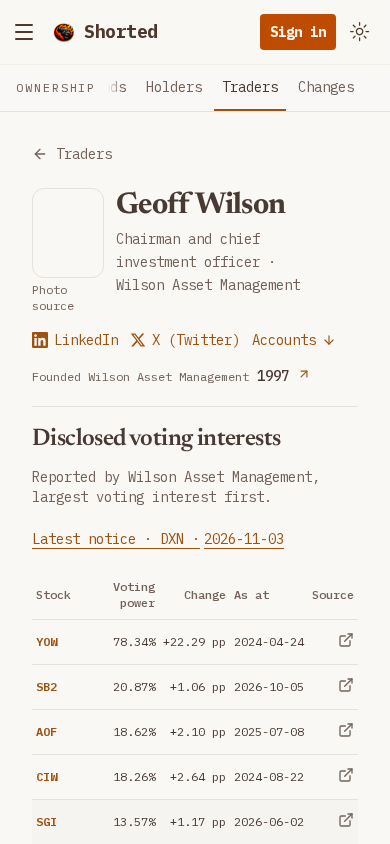 Shorted
Sign in
OWNERSHIP ds Holders Traders Changes
← Traders
Geoff Wilson
Chairman and chief
investment officer ·
Wilson Asset Management
Photo
source
LinkedIn X (Twitter) Accounts ↓
Founded Wilson Asset Management 1997 ↗
Disclosed voting interests
Reported by Wilson Asset Management,
largest voting interest first.
Latest notice · DXN · 2026-11-03
Stock Voting power Change As at Source
YOW 78.34% +22.29 pp 2024-04-24
SB2 20.87% +1.06 pp 2026-10-05
AOF 18.62% +2.10 pp 2025-07-08
CIW 18.26% +2.64 pp 2024-08-22
SGI 13.57% +1.17 pp 2026-06-02